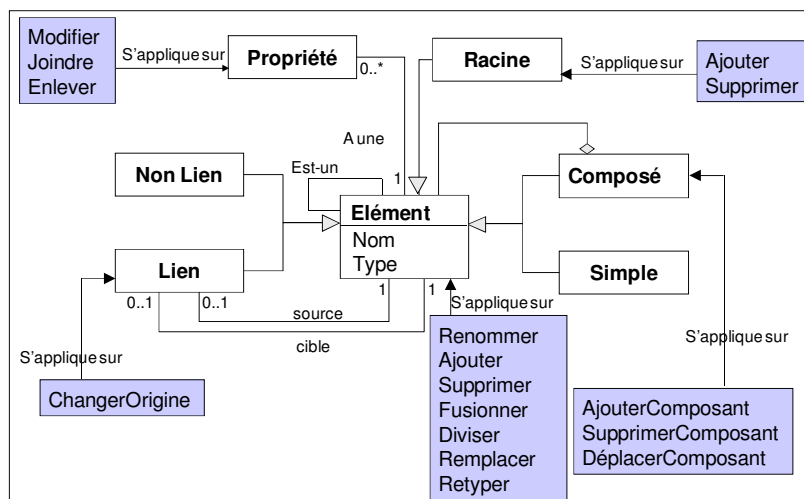 Modifier
Joindre
Enlever
S'applique sur
Propriété
0..*
Racine
S'applique sur
Ajouter
Supprimer
A une
Est-un
1
Non Lien
Elément
Nom
Type
Composé
Lien
Simple
0..1
0..1
1
1
source
cible
S'applique sur
S'applique sur
S'applique sur
ChangerOrigine
Renommer
Ajouter
Supprimer
Fusionner
Diviser
Remplacer
Retyper
AjouterComposant
SupprimerComposant
DéplacerComposant